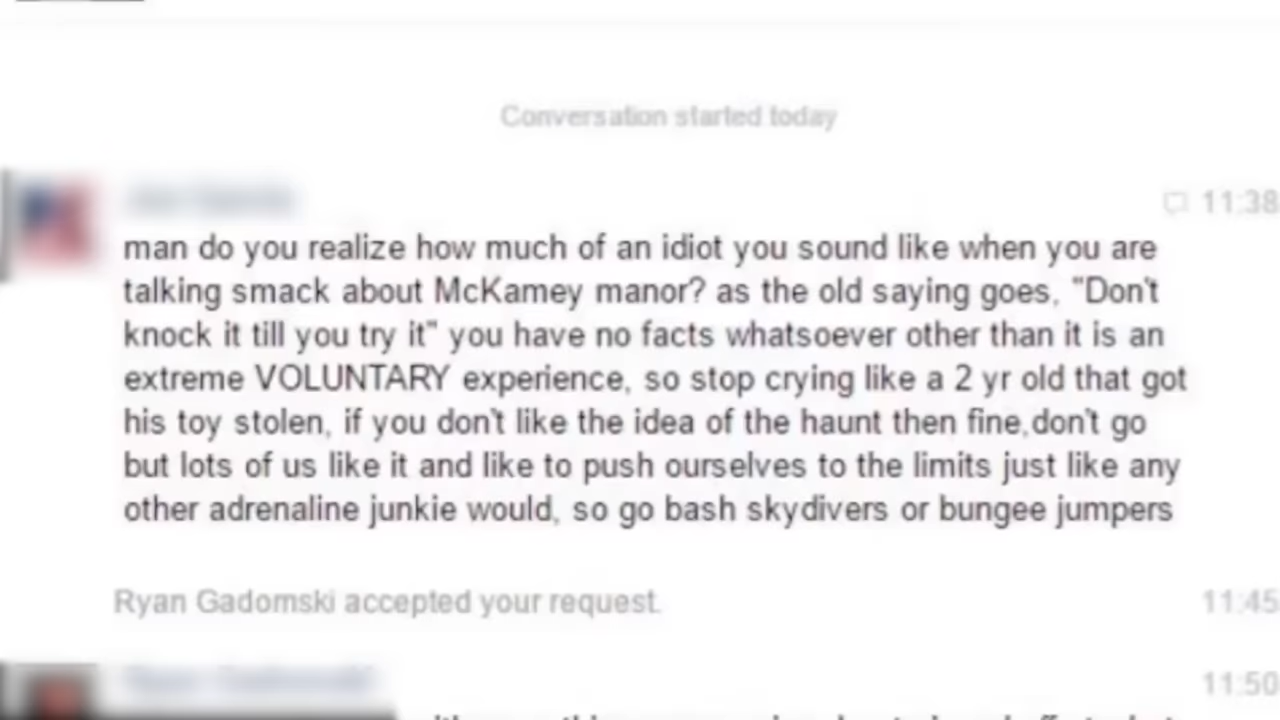 Conversation started today
11:38
man do you realize how much of an idiot you sound like when you are
talking smack about McKamey manor? as the old saying goes, "Don't
knock it till you try it" you have no facts whatsoever other than it is an
extreme VOLUNTARY experience, so stop crying like a 2 yr old that got
his toy stolen, if you don't like the idea of the haunt then fine,don't go
but lots of us like it and like to push ourselves to the limits just like any
other adrenaline junkie would, so go bash skydivers or bungee jumpers
Ryan Gadomski accepted your request.
11:45
11:50